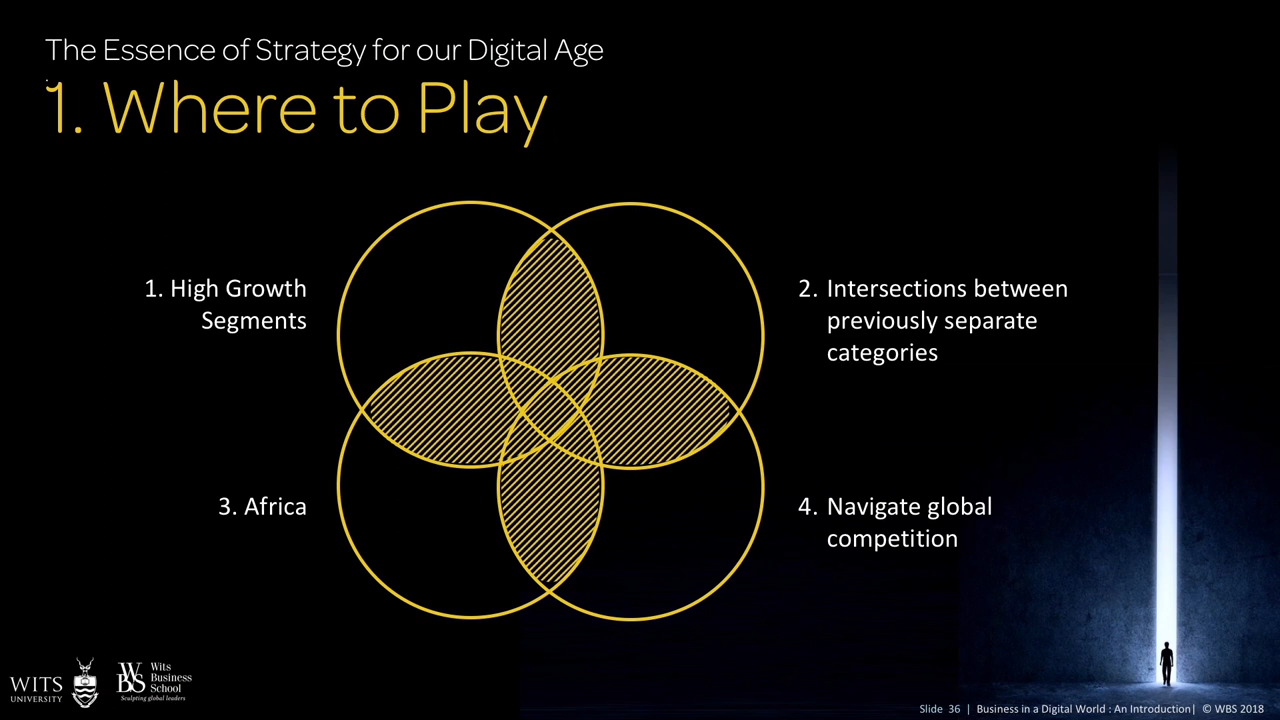 The Essence of Strategy for our Digital Age
1. Where to Play
1. High Growth
Segments
2. Intersections between
previously separate
categories
3. Africa
4. Navigate global
competition
WITS
UNIVERSITY
WBS
Wits
Business
School
Sculpting global leaders
Slide 36 | Business in a Digital World : An Introduction| © WBS 2018